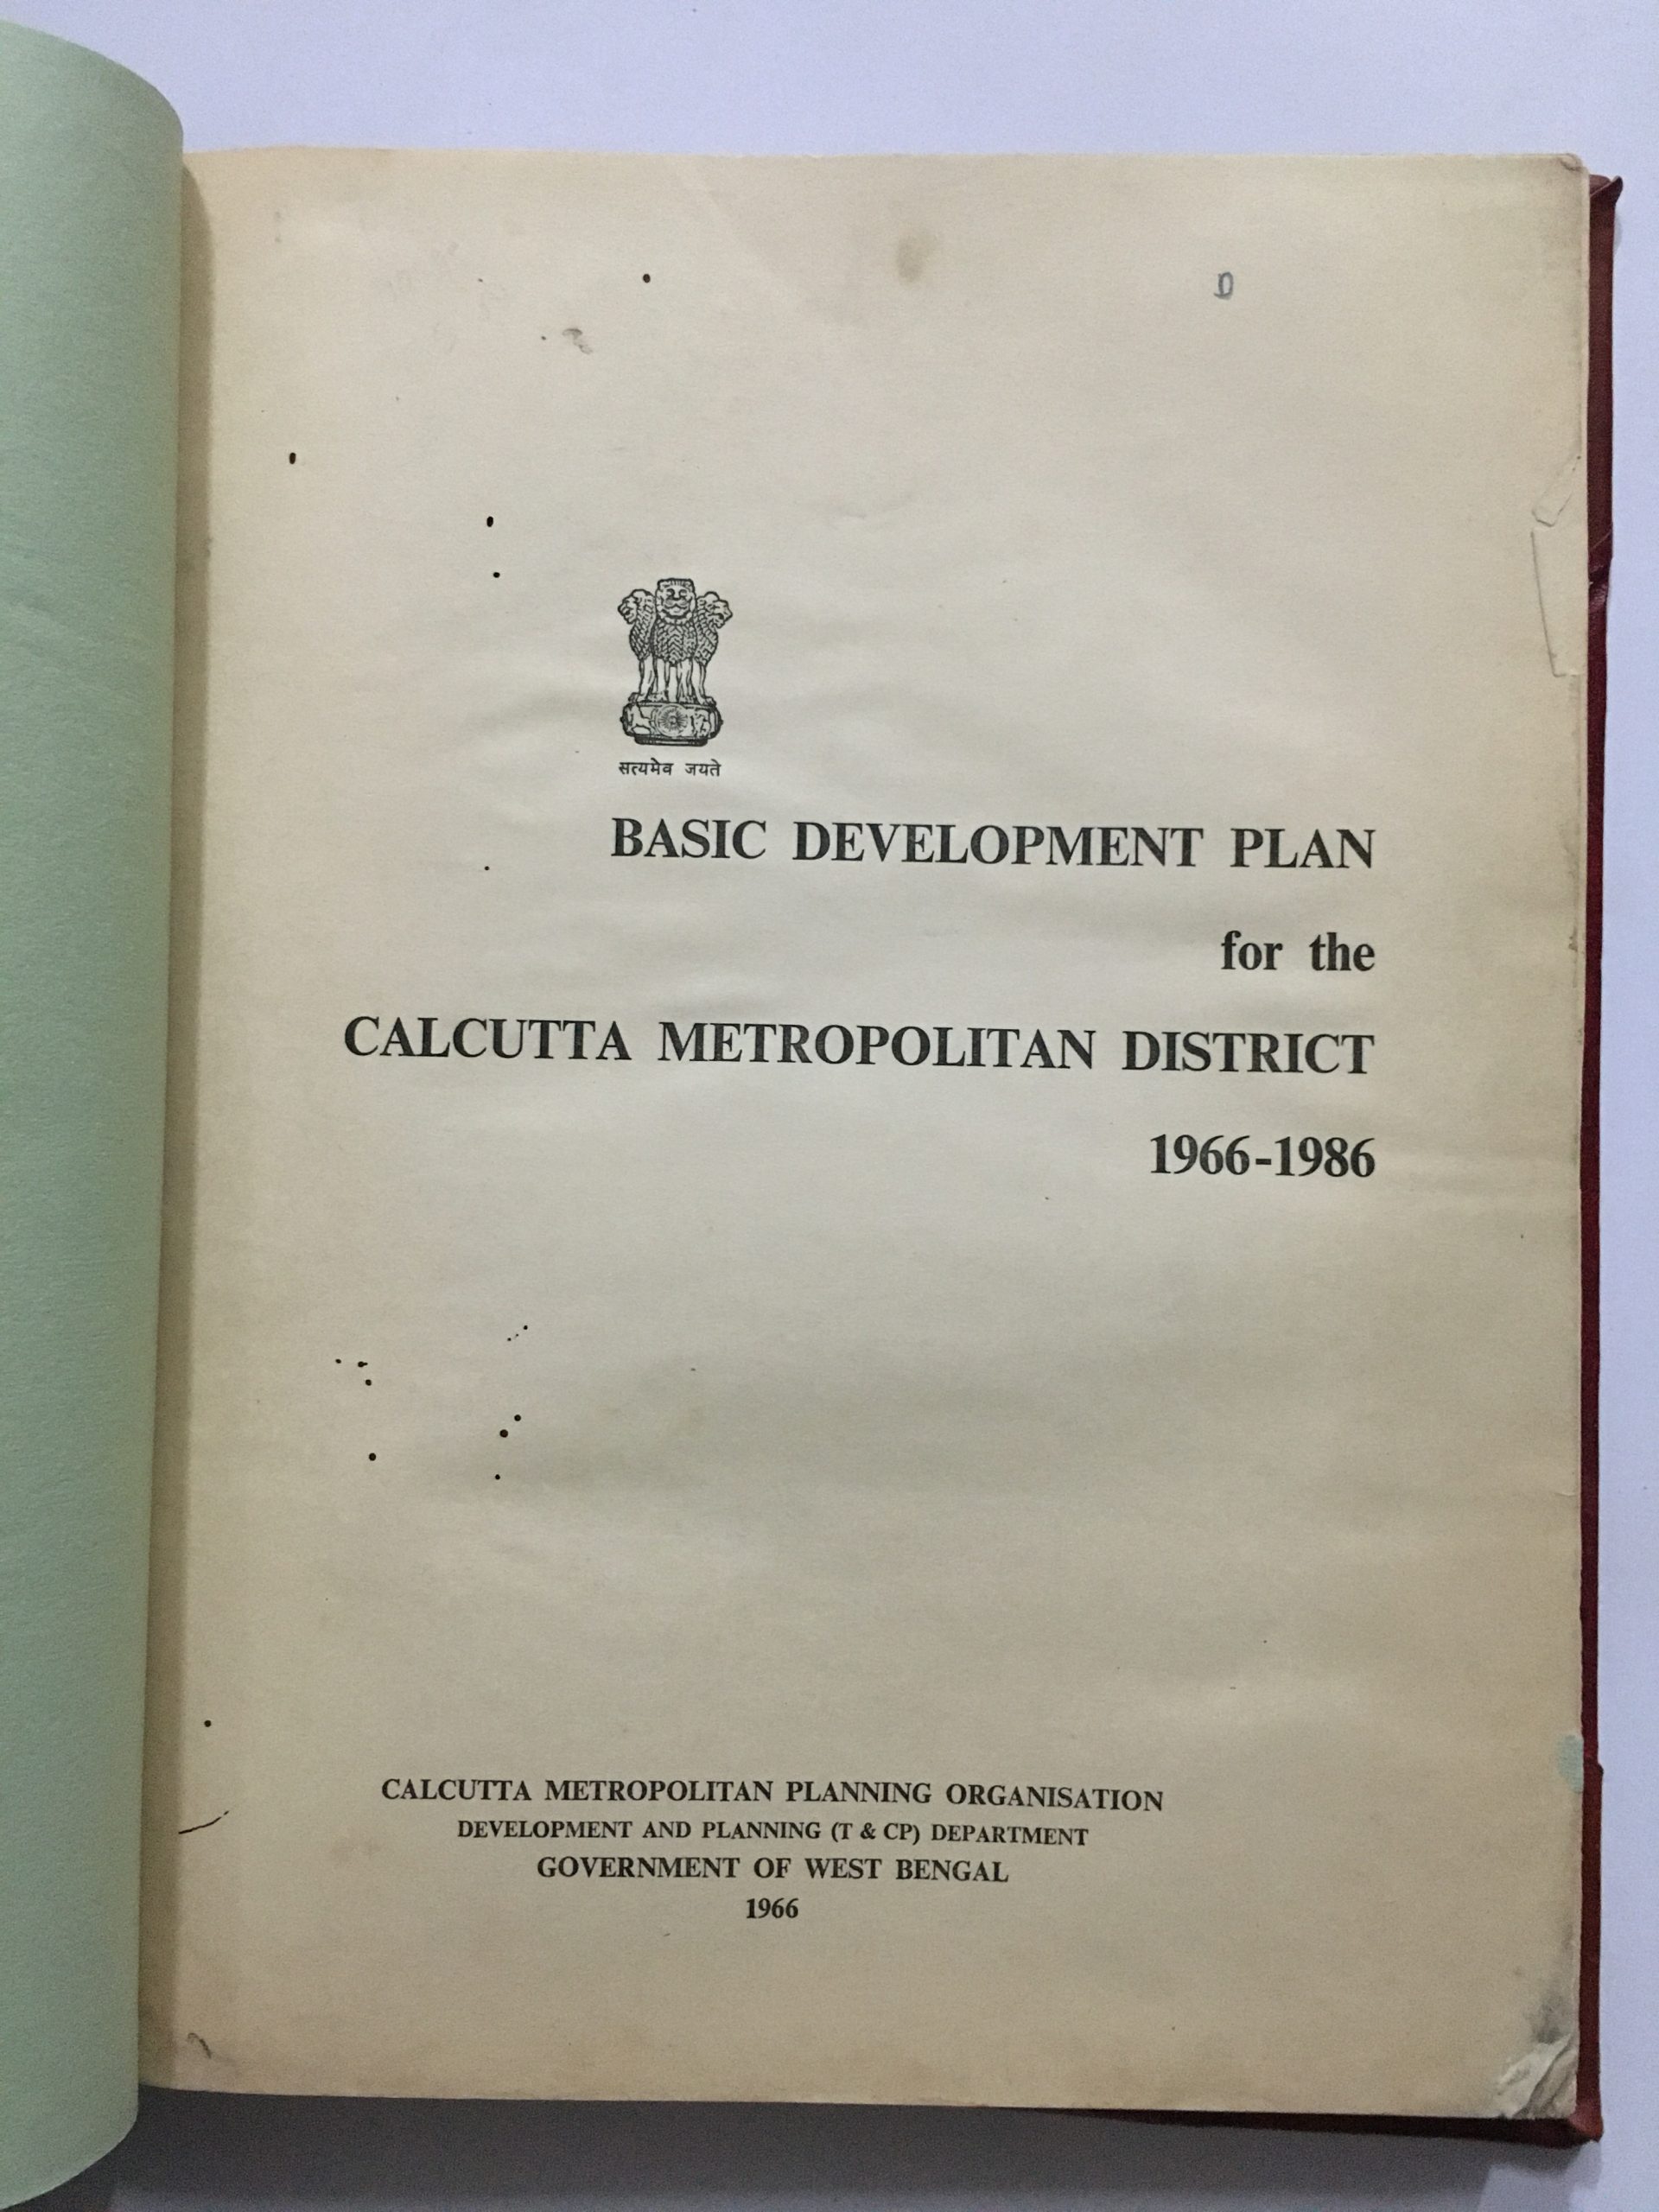 D
सत्यमेव जयते
BASIC DEVELOPMENT PLAN
for the
CALCUTTA METROPOLITAN DISTRICT
1966-1986
CALCUTTA METROPOLITAN PLANNING ORGANISATION
DEVELOPMENT AND PLANNING (T & CP) DEPARTMENT
GOVERNMENT OF WEST BENGAL
1966